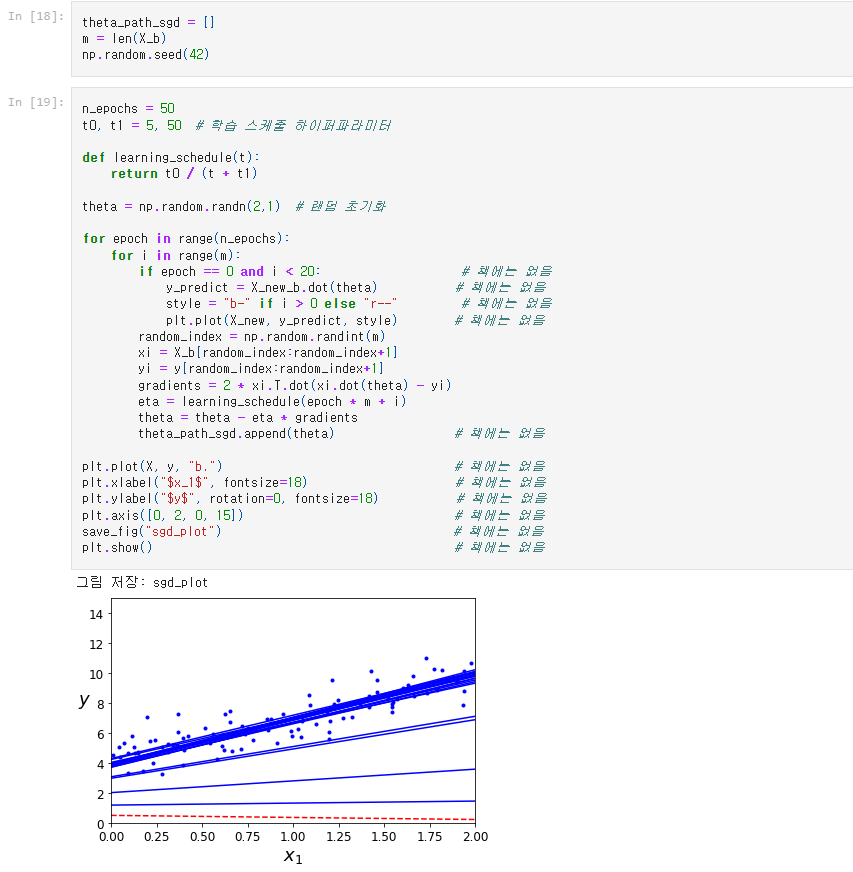 In [18]:
theta_path_sgd = []
m = len(X_b)
np.random.seed(42)
In [19]:
n_epochs = 50
t0, t1 = 5, 50  # 학습 스케줄 하이퍼파라미터
def learning_schedule(t):
    return t0 / (t + t1)
theta = np.random.randn(2,1)  # 랜덤 초기화
for epoch in range(n_epochs):
    for i in range(m):
        if epoch == 0 and i < 20:                    # 책에는 없음
            y_predict = X_new_b.dot(theta)           # 책에는 없음
            style = "b-" if i > 0 else "r--"         # 책에는 없음
            plt.plot(X_new, y_predict, style)        # 책에는 없음
        random_index = np.random.randint(m)
        xi = X_b[random_index:random_index+1]
        yi = y[random_index:random_index+1]
        gradients = 2 * xi.T.dot(xi.dot(theta) - yi)
        eta = learning_schedule(epoch * m + i)
        theta = theta - eta * gradients
        theta_path_sgd.append(theta)                 # 책에는 없음
plt.plot(X, y, "b.")                                 # 책에는 없음
plt.xlabel("$x_1$", fontsize=18)                     # 책에는 없음
plt.ylabel("$y$", rotation=0, fontsize=18)           # 책에는 없음
plt.axis([0, 2, 0, 15])                              # 책에는 없음
save_fig("sgd_plot")                                 # 책에는 없음
plt.show()                                           # 책에는 없음
그림 저장: sgd_plot
14
12
10
8
y
6
4
2
0
0.00 0.25 0.50 0.75 1.00 1.25 1.50 1.75 2.00
x₁